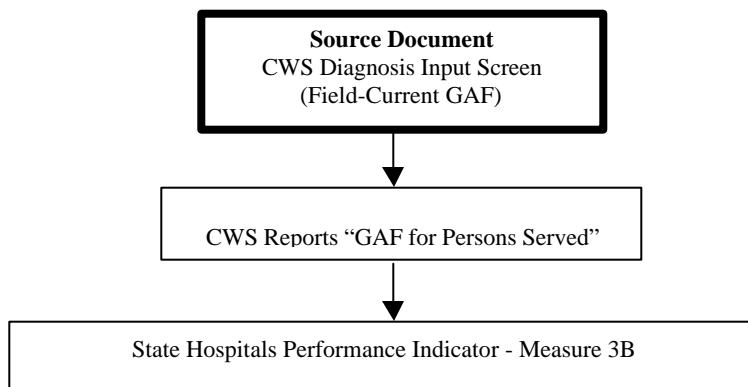 Source Document
CWS Diagnosis Input Screen
(Field-Current GAF)
CWS Reports “GAF for Persons Served”
State Hospitals Performance Indicator - Measure 3B